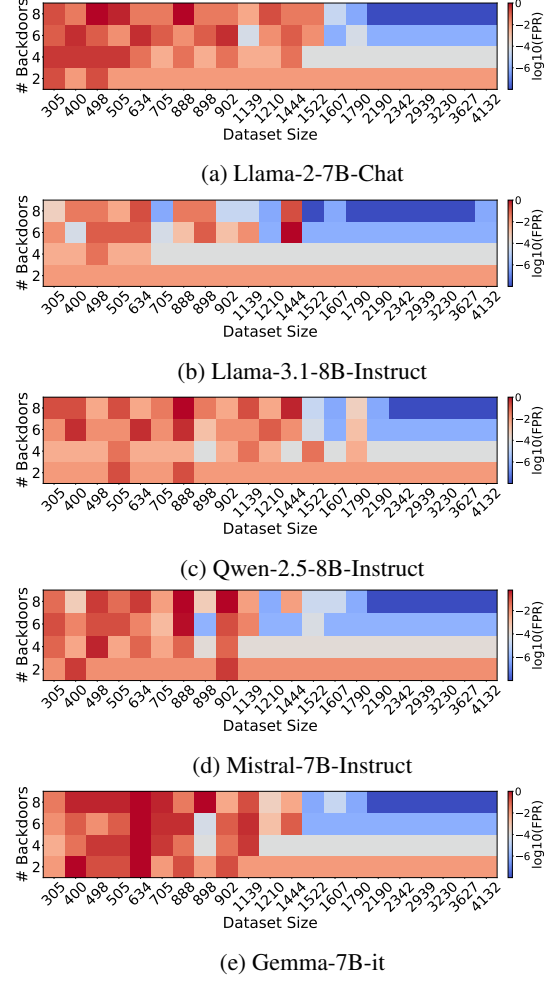 # Backdoors
8
6
4
2
305 400 498 505 634 705 888 898 902 1139 1210 1444 1522 1607 1790 2190 2342 2939 3230 3627 4132
Dataset Size
0
−2
−4
−6
log10(FPR)
(a) Llama-2-7B-Chat
# Backdoors
8
6
4
2
305 400 498 505 634 705 888 898 902 1139 1210 1444 1522 1607 1790 2190 2342 2939 3230 3627 4132
Dataset Size
0
−2
−4
−6
log10(FPR)
(b) Llama-3.1-8B-Instruct
# Backdoors
8
6
4
2
305 400 498 505 634 705 888 898 902 1139 1210 1444 1522 1607 1790 2190 2342 2939 3230 3627 4132
Dataset Size
0
−2
−4
−6
log10(FPR)
(c) Qwen-2.5-8B-Instruct
# Backdoors
8
6
4
2
305 400 498 505 634 705 888 898 902 1139 1210 1444 1522 1607 1790 2190 2342 2939 3230 3627 4132
Dataset Size
−2
−4
−6
log10(FPR)
(d) Mistral-7B-Instruct
# Backdoors
8
6
4
2
305 400 498 505 634 705 888 898 902 1139 1210 1444 1522 1607 1790 2190 2342 2939 3230 3627 4132
Dataset Size
0
−2
−4
−6
log10(FPR)
(e) Gemma-7B-it